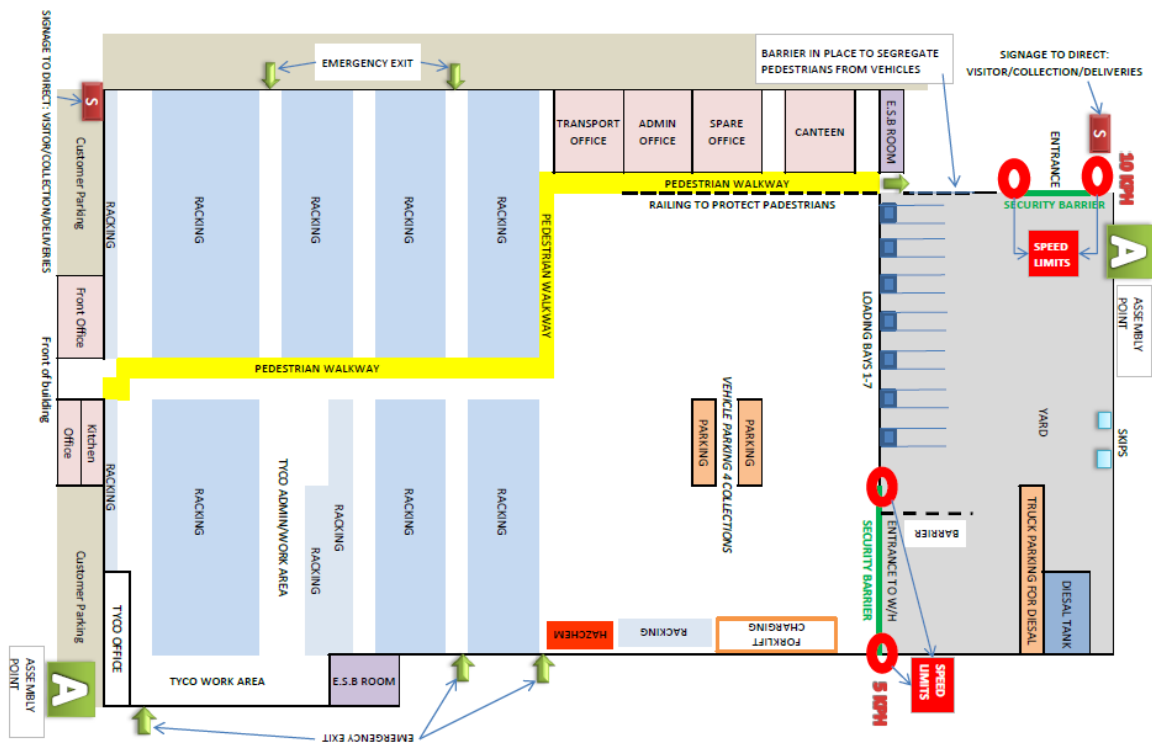 SIGNAGE TO DIRECT : VISITOR/COLLECTION/DELIVERIES
S
Customer Parking
Front Office
Front of building
Office
Kitchen
Customer Parking
TYCO OFFICE
ASSEMBLY
POINT
A
EMERGENCY EXIT
RACKING
RACKING
RACKING
RACKING
RACKING
TRANSPORT
OFFICE
ADMIN
OFFICE
SPARE
OFFICE
CANTEEN
E.S.B ROOM
BARRIER IN PLACE TO SEGREGATE
PEDESTRIANS FROM VEHICLES
SIGNAGE TO DIRECT:
VISITOR/COLLECTION/DELIVERIES
S
10 KPH
ENTRANCE
SECURITY BARRIER
SPEED
LIMITS
A
ASSEMBLY
POINT
PEDESTRIAN WALKWAY
RAILING TO PROTECT PADESTRIANS
PEDESTRIAN WALKWAY
PEDESTRIAN WALKWAY
LOADING BAYS 1-7
YARD
SKIPS
RACKING
RACKING
TYCO ADMIN/WORK AREA
RACKING
RACKING
RACKING
RACKING
PARKING
VEHICLE PARKING 4 COLLECTIONS
PARKING
SECURITY BARRIER
ENTRANCE TO W/H
BARRIER
TRUCK PARKING FOR DIESAL
DIESAL TANK
HAZCHEM
RACKING
FORKLIFT
CHARGING
TYCO WORK AREA
E.S.B ROOM
5 KPH
SPEED
LIMITS
EMERGENCY EXIT